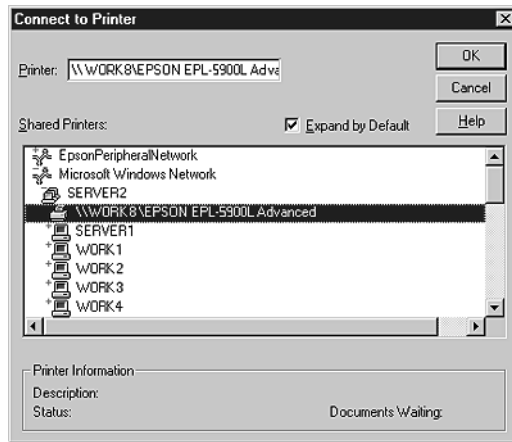 Connect to Printer
Printer: \\WORK8\EPSON EPL-5900L Adva
OK
Cancel
Help
Shared Printers:
Expand by Default
EpsonPeripheralNetwork
Microsoft Windows Network
SERVER2
\\WORK8\EPSON EPL-5900L Advanced
SERVER1
WORK1
WORK2
WORK3
WORK4
Printer Information
Description:
Status:
Documents Waiting: